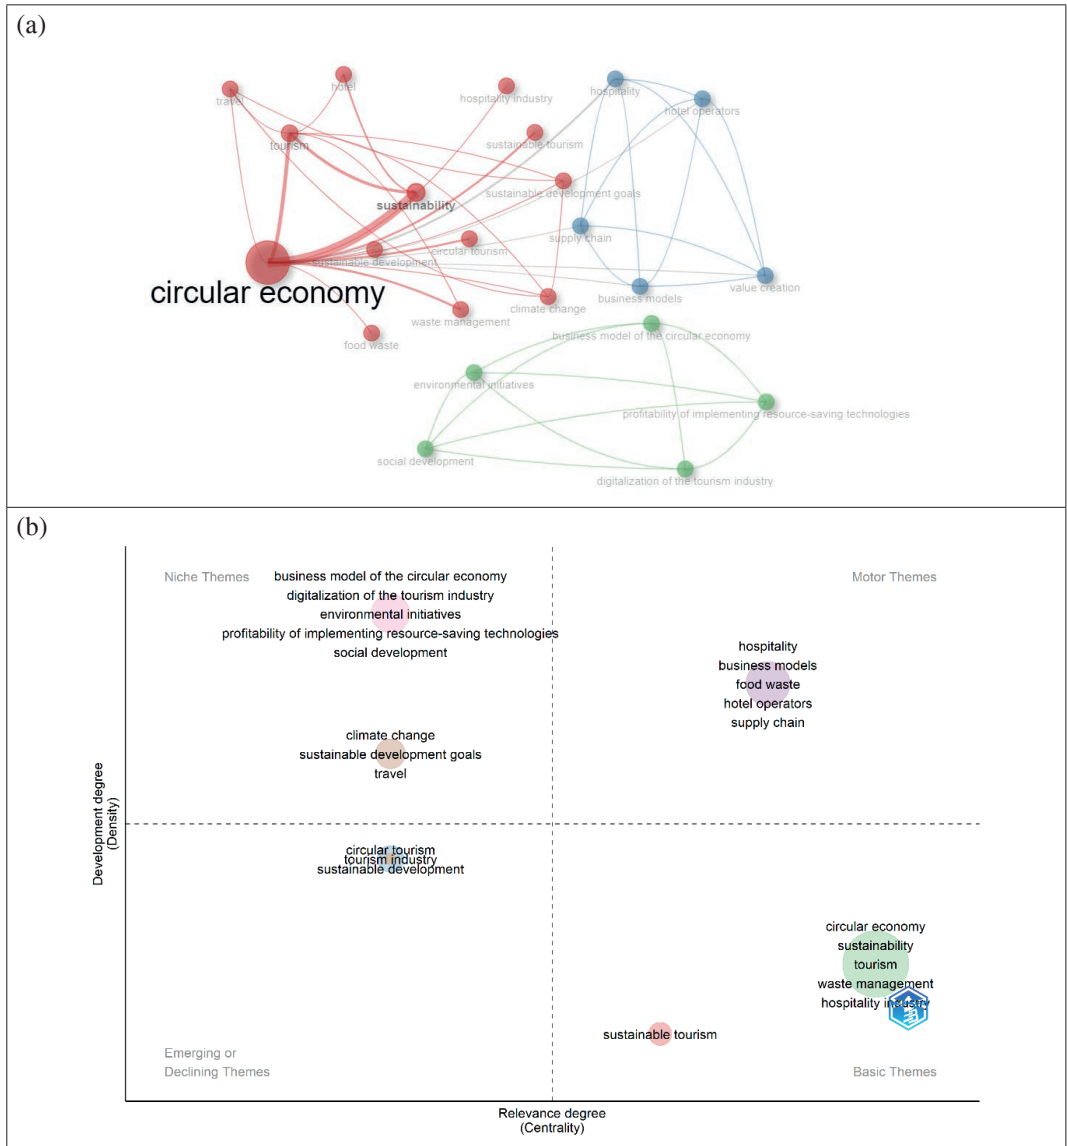 (a)
hotel
travel
hospitality industry
hospitality
hotel operators
tourism
sustainable tourism
sustainable development goals
sustainability
supply chain
circular tourism
sustainable development
circular economy
value creation
business models
climate change
waste management
food waste
business model of the circular economy
environmental initiatives
profitability of implementing resource-saving technologies
social development
digitalization of the tourism industry
(b)
Niche Themes
business model of the circular economy
digitalization of the tourism industry
environmental initiatives
profitability of implementing resource-saving technologies
social development
Motor Themes
hospitality
business models
food waste
hotel operators
supply chain
climate change
sustainable development goals
travel
Development degree
(Density)
circular tourism
tourism industry
sustainable development
circular economy
sustainability
tourism
waste management
hospitality industry
sustainable tourism
Emerging or
Declining Themes
Basic Themes
Relevance degree
(Centrality)